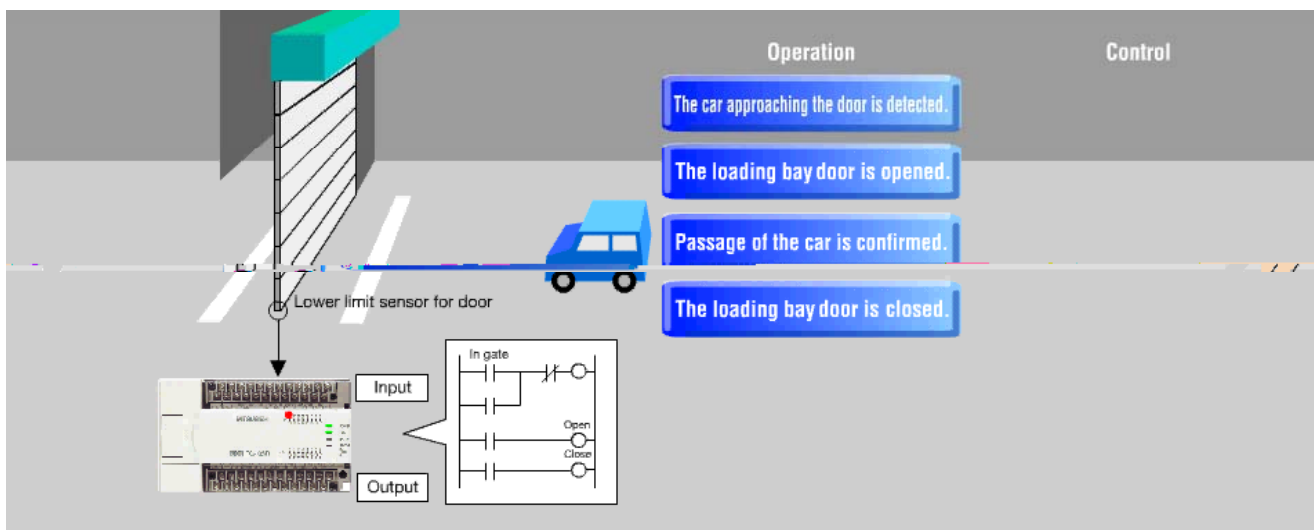 Operation
Control
The car approaching the door is detected.
The loading bay door is opened.
Passage of the car is confirmed.
The loading bay door is closed.
Lower limit sensor for door
Input
Output
In gate
Open
Close